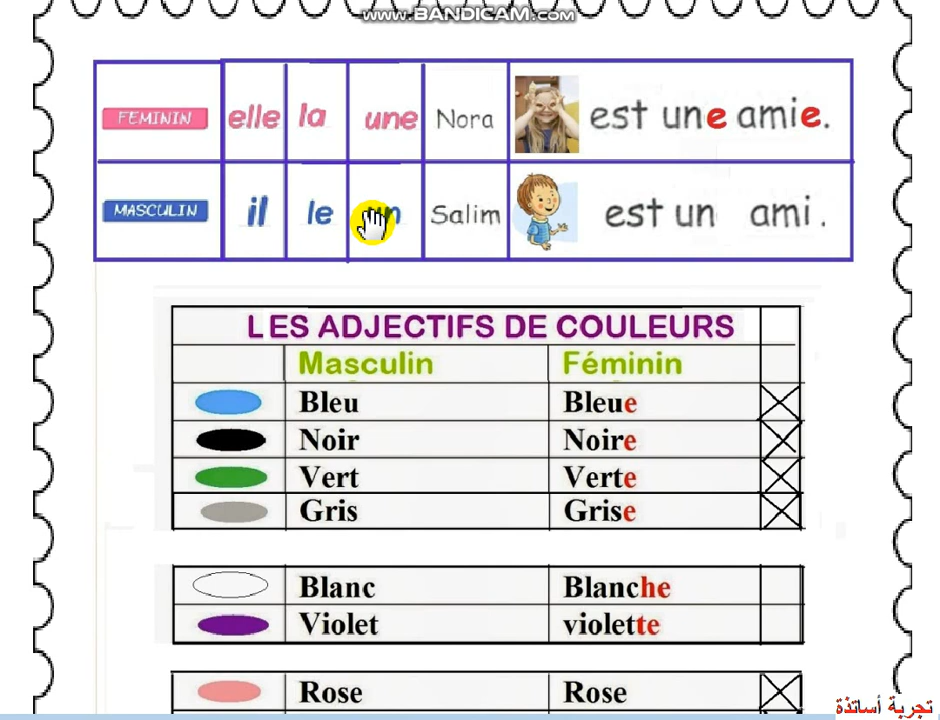 www.BANDICAM.com
FEMININ elle la une Nora est une amie.
MASCULIN il le un Salim est un ami.
LES ADJECTIFS DE COULEURS
Masculin Féminin
Bleu Bleue
Noir Noire
Vert Verte
Gris Grise
Blanc Blanche
Violet violette
Rose Rose
تجربة أساتذة